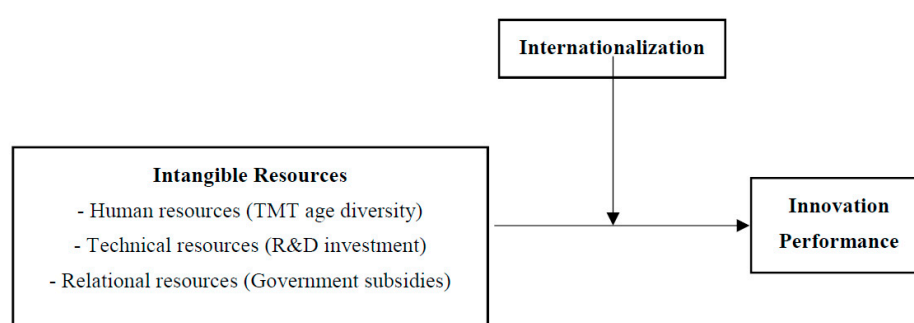 Internationalization
Intangible Resources
- Human resources (TMT age diversity)
- Technical resources (R&D investment)
- Relational resources (Government subsidies)
Innovation
Performance